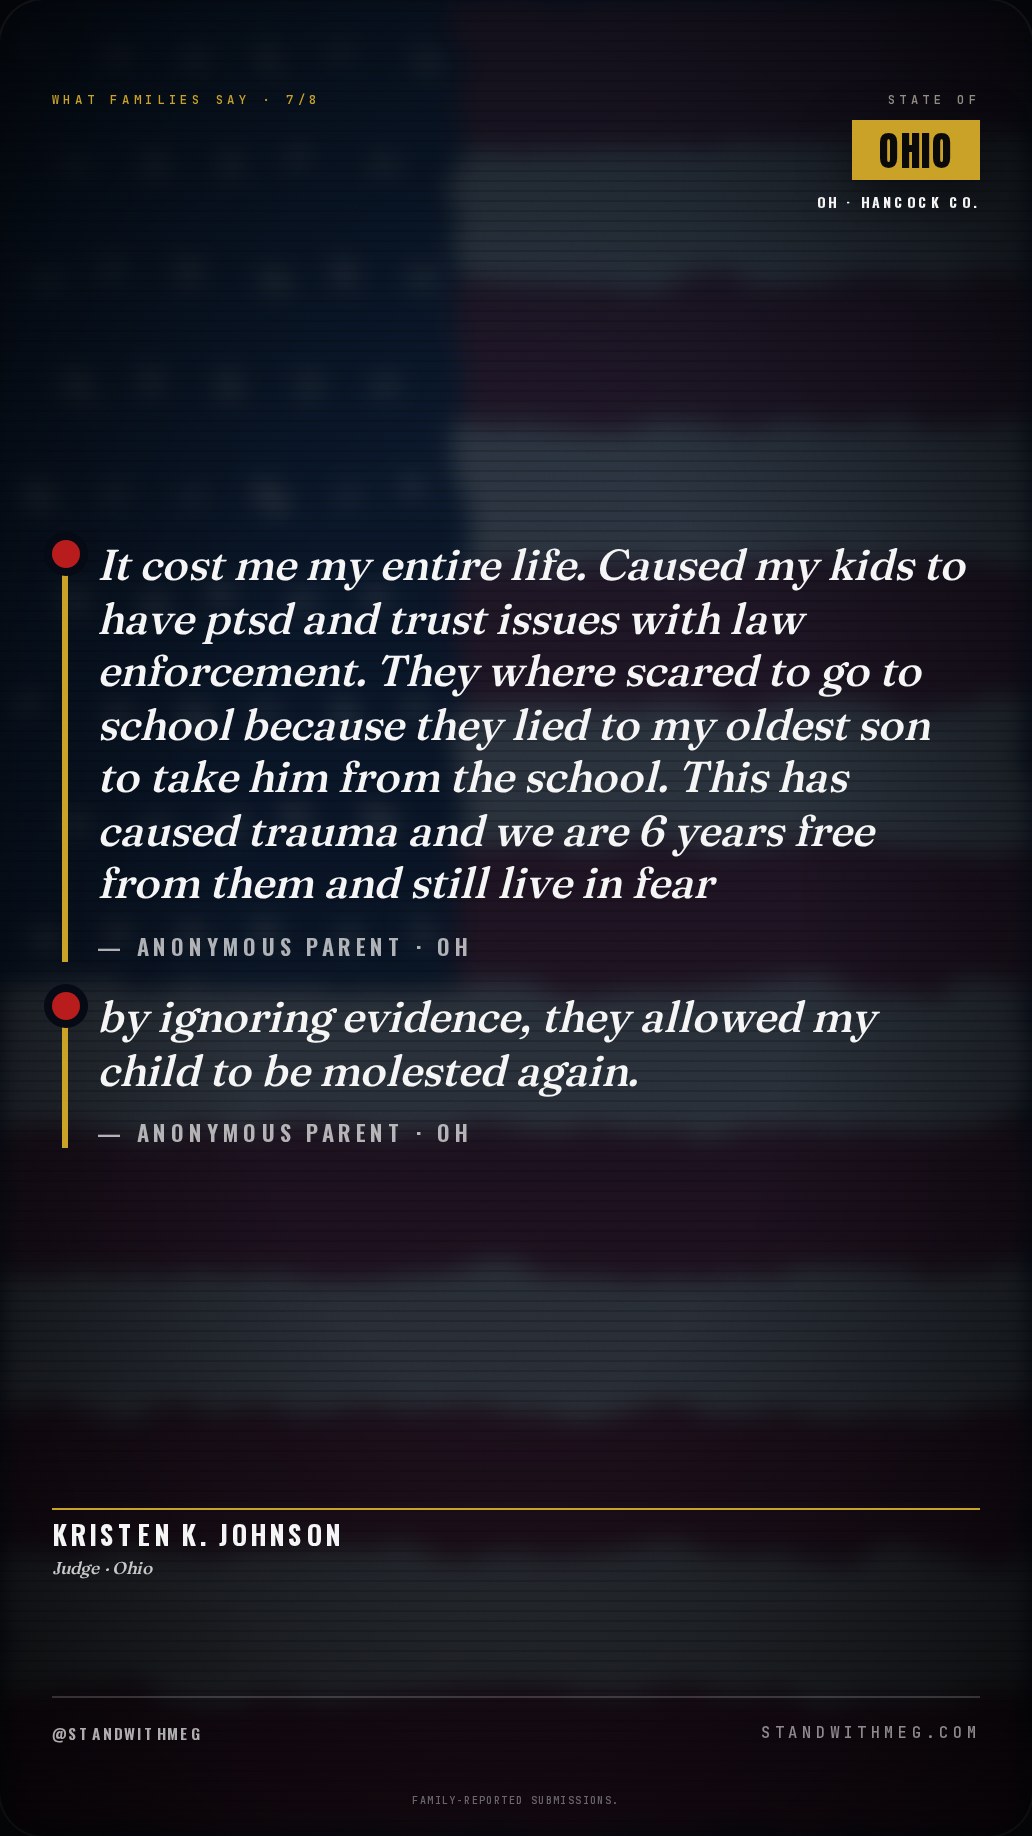 WHAT FAMILIES SAY · 7/8
STATE OF
OHIO
OH · HANCOCK CO.
It cost me my entire life. Caused my kids to
have ptsd and trust issues with law
enforcement. They where scared to go to
school because they lied to my oldest son
to take him from the school. This has
caused trauma and we are 6 years free
from them and still live in fear
— ANONYMOUS PARENT · OH
by ignoring evidence, they allowed my
child to be molested again.
— ANONYMOUS PARENT · OH
KRISTEN K. JOHNSON
Judge · Ohio
@STANDWITHMEG
STANDWITHMEG.COM
FAMILY-REPORTED SUBMISSIONS.